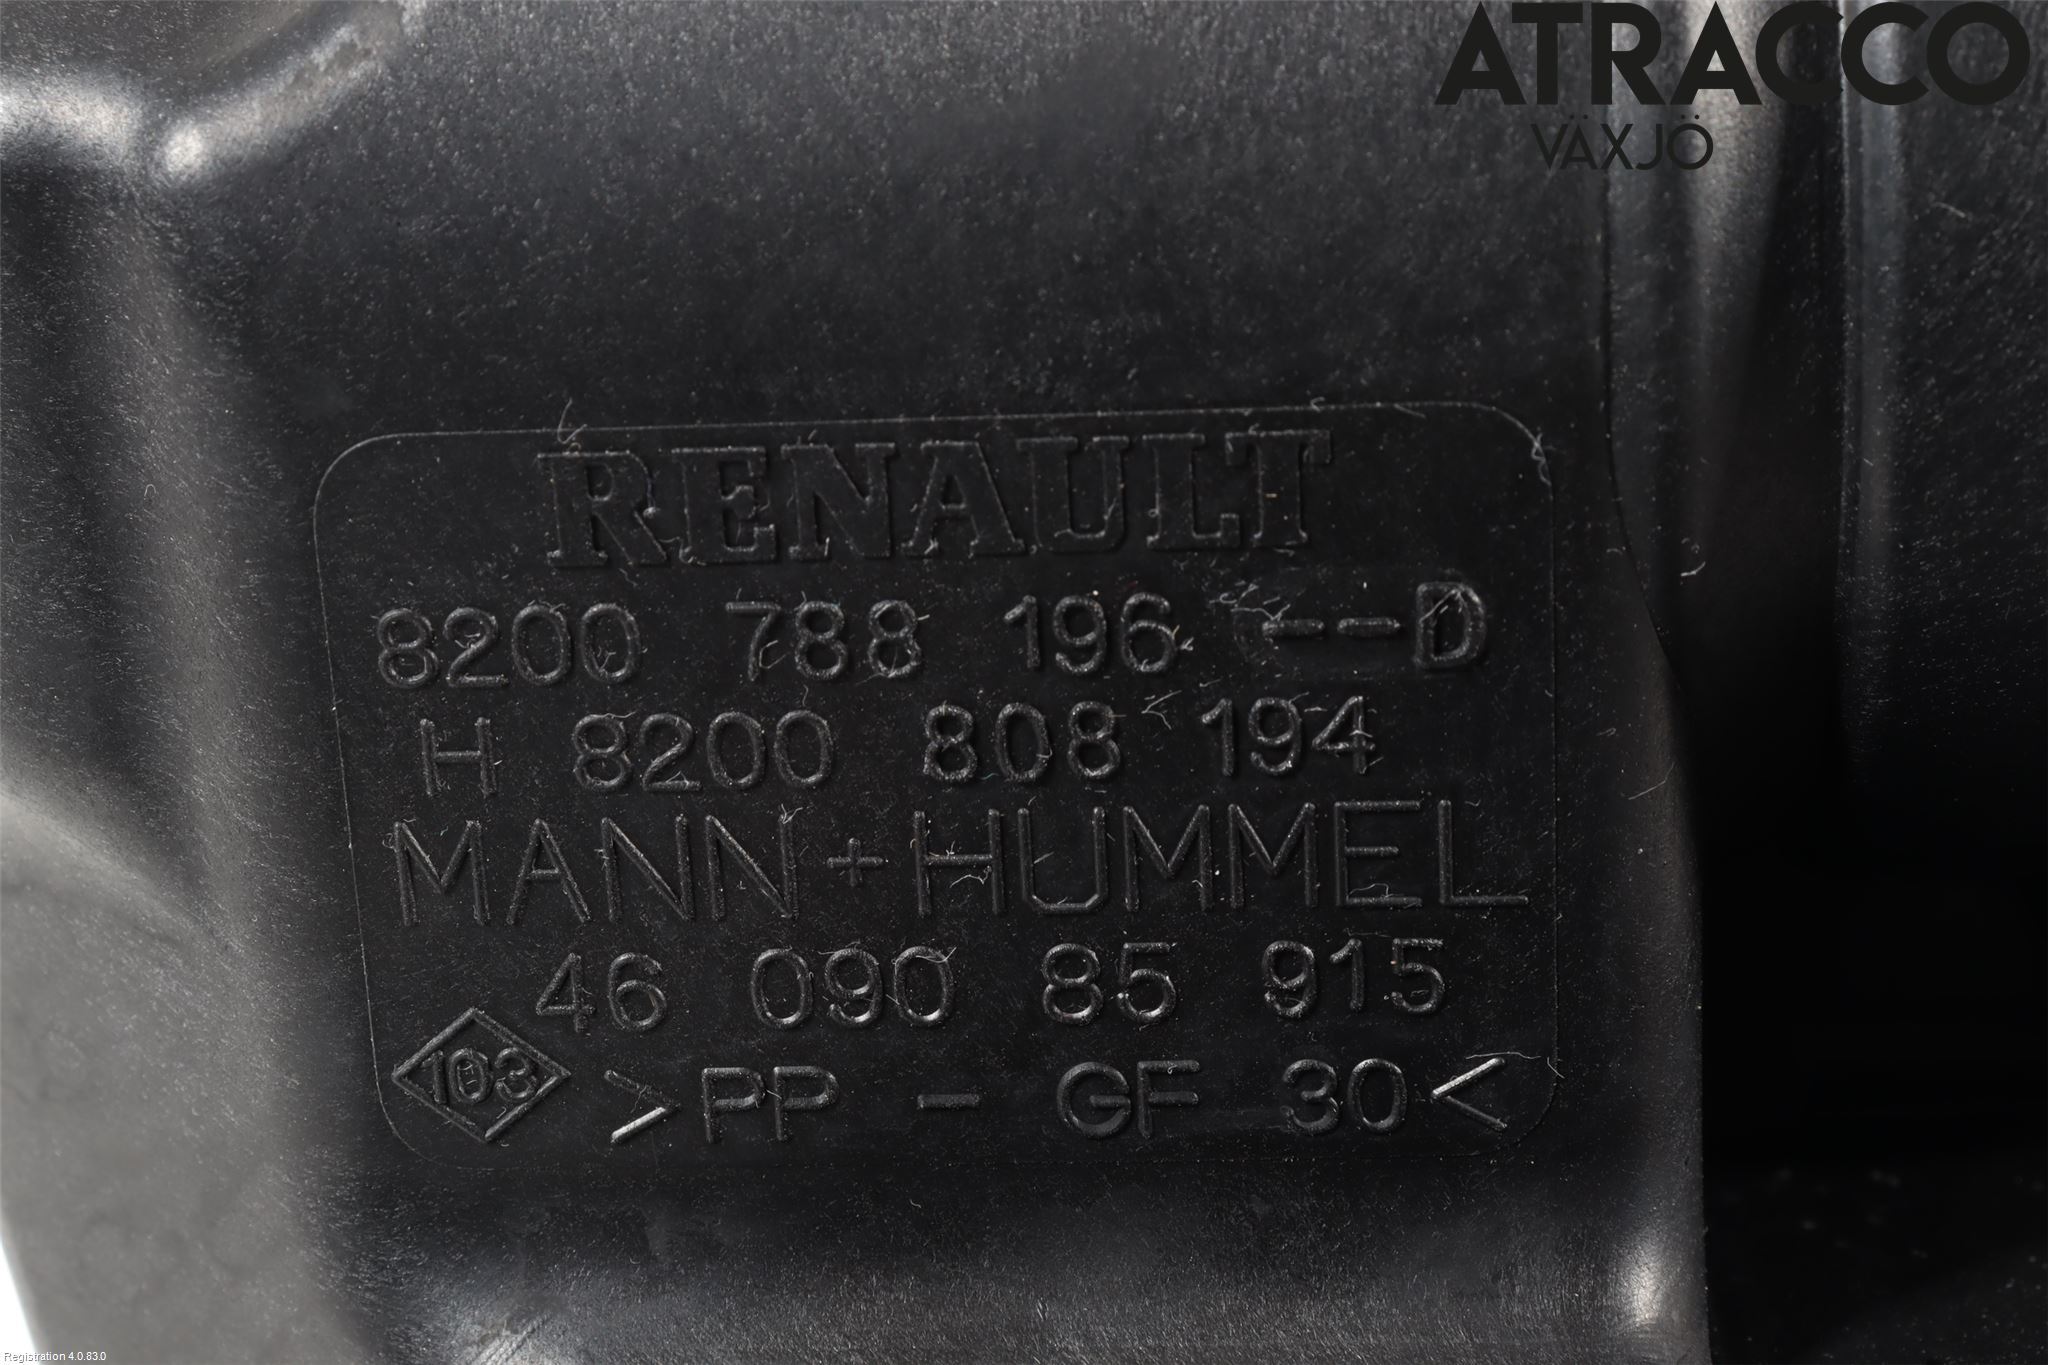 ATRACCO
VÄXJÖ
RENAULT
8200 788 196 --D
H 8200 808 194
MANN+HUMMEL
46 090 85 915
103 >PP - GF 30<
Registration 4.0.83.0